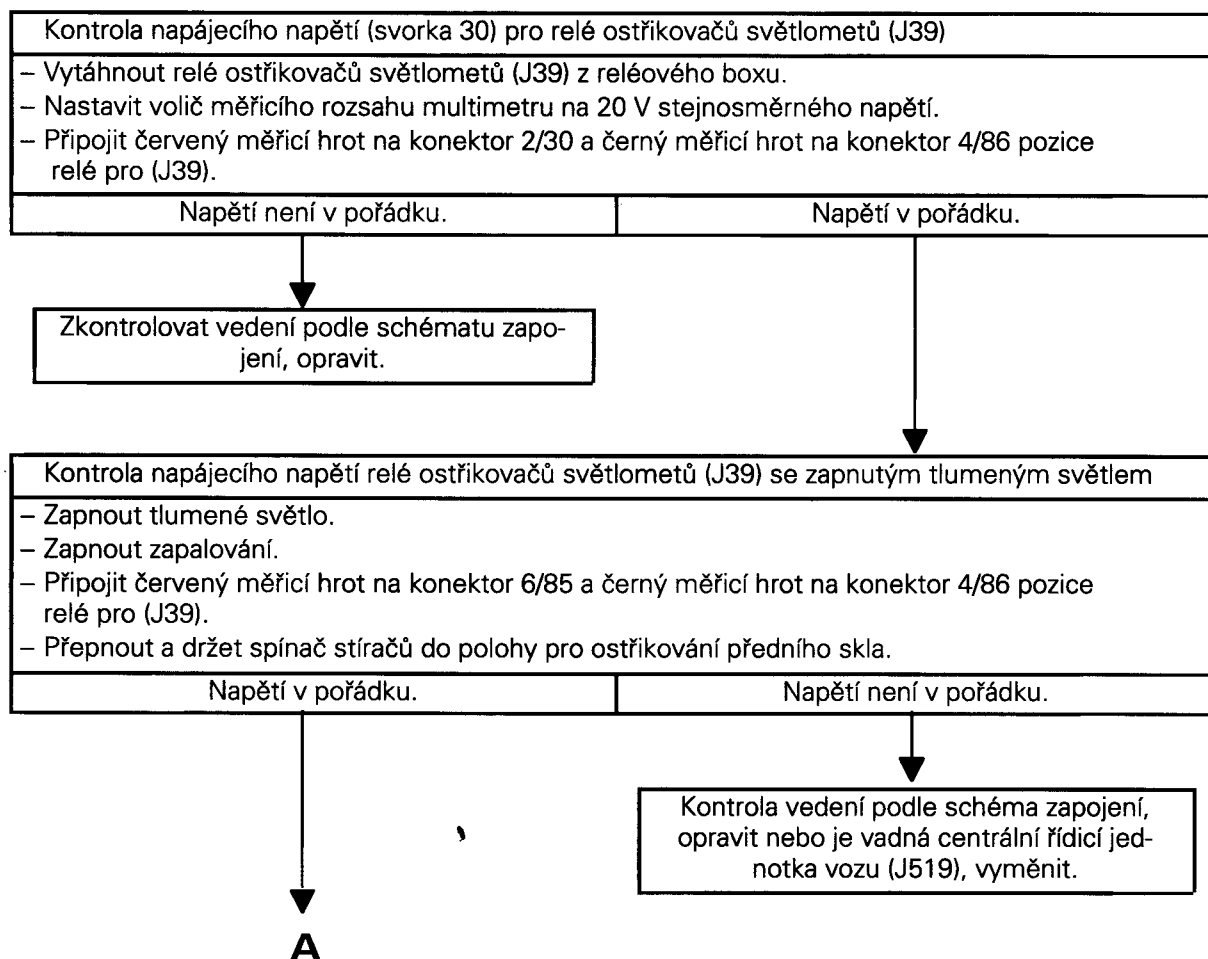 Kontrola napájecího napětí (svorka 30) pro relé ostřikovačů světlometů (J39)
– Vytáhnout relé ostřikovačů světlometů (J39) z reléového boxu.
– Nastavit volič měřicího rozsahu multimetru na 20 V stejnosměrného napětí.
– Připojit červený měřicí hrot na konektor 2/30 a černý měřicí hrot na konektor 4/86 pozice
relé pro (J39).
Napětí není v pořádku.
Napětí v pořádku.
Zkontrolovat vedení podle schématu zapo-
jení, opravit.
Kontrola napájecího napětí relé ostřikovačů světlometů (J39) se zapnutým tlumeným světlem
– Zapnout tlumené světlo.
– Zapnout zapalování.
– Připojit červený měřicí hrot na konektor 6/85 a černý měřicí hrot na konektor 4/86 pozice
relé pro (J39).
– Přepnout a držet spínač stíračů do polohy pro ostřikování předního skla.
Napětí v pořádku.
Napětí není v pořádku.
Kontrola vedení podle schéma zapojení,
opravit nebo je vadná centrální řídicí jed-
notka vozu (J519), vyměnit.
A